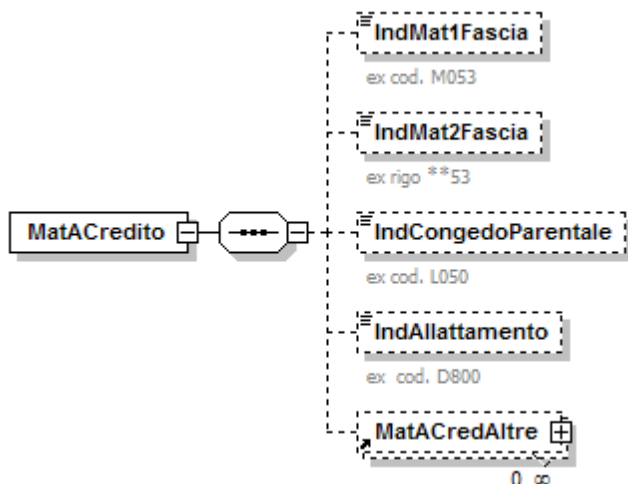 IndMat1Fascia
ex cod. M053
IndMat2Fascia
ex rigo **53
MatACredito
IndCongedoParentale
ex cod. L050
IndAllattamento
ex cod. D800
MatACredAltre
0..∞